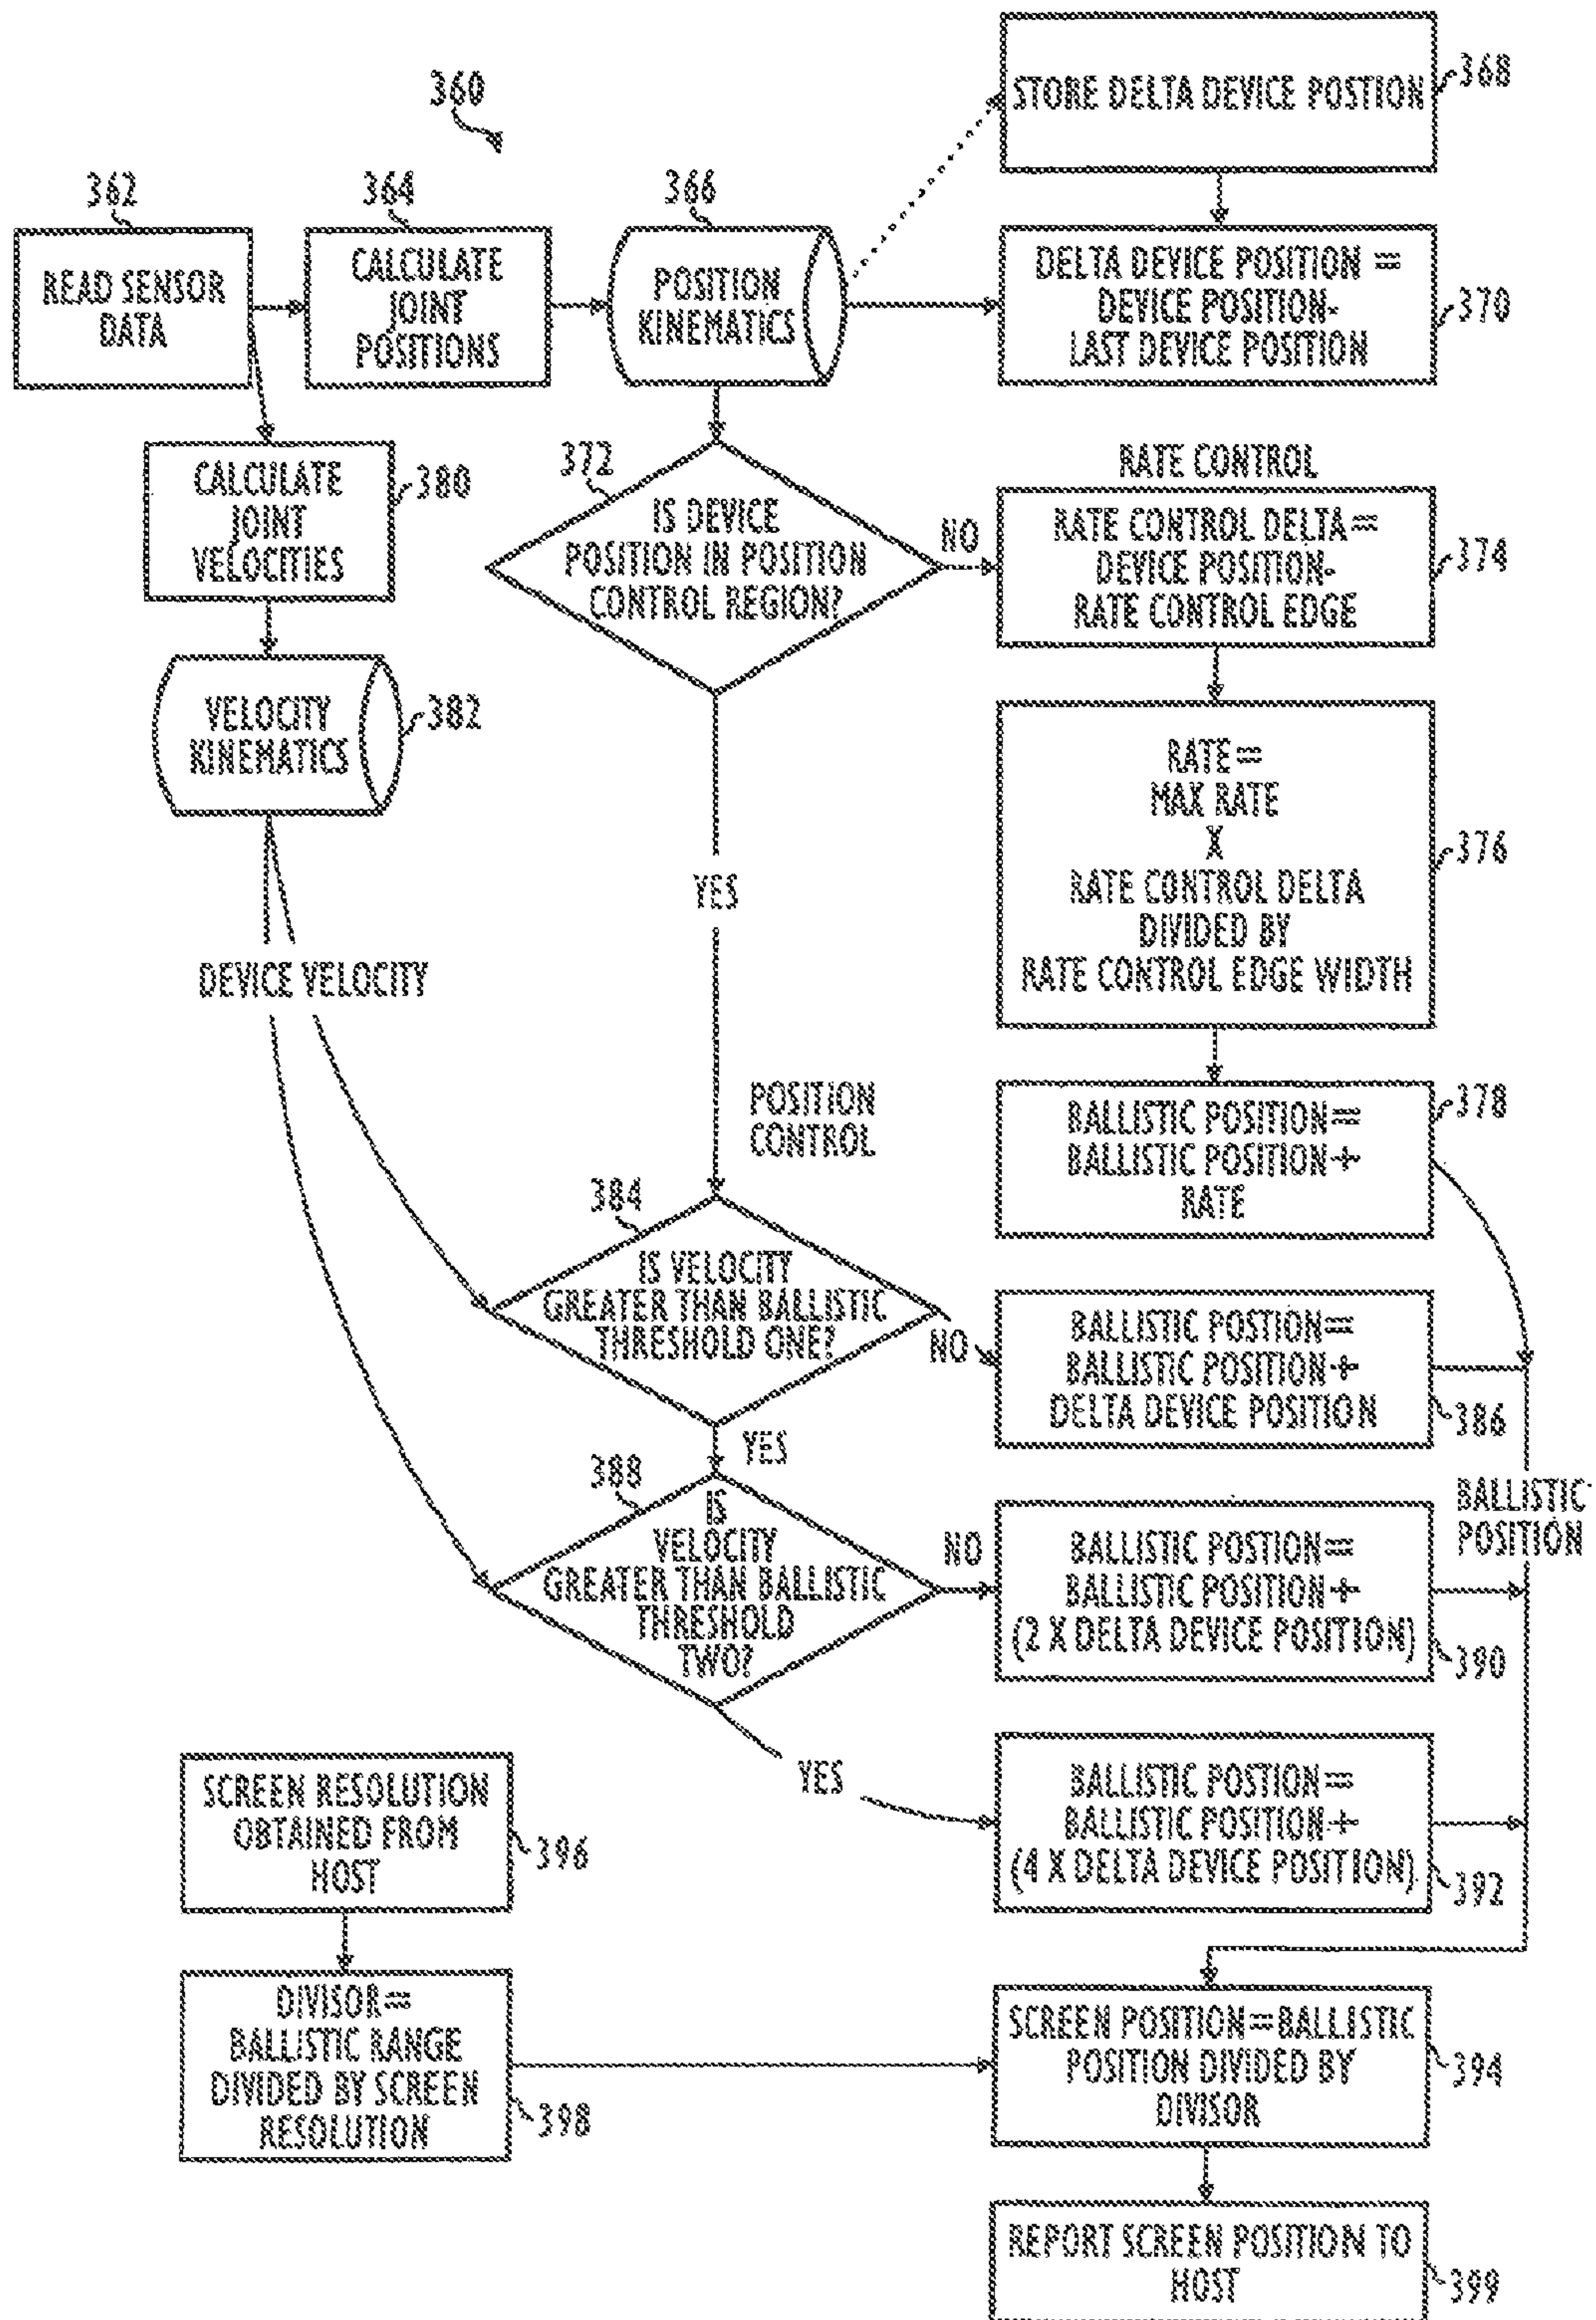 360
STORE DELTA DEVICE POSTION
368
362
READ SENSOR
DATA
364
CALCULATE
JOINT
POSITIONS
366
POSITION
KINEMATICS
DELTA DEVICE POSITION =
DEVICE POSITION-
LAST DEVICE POSITION
370
CALCULATE
JOINT
VELOCITIES
380
372
IS DEVICE
POSITION IN POSITION
CONTROL REGION?
NO
RATE CONTROL
RATE CONTROL DELTA=
DEVICE POSITION-
RATE CONTROL EDGE
374
VELOCITY
KINEMATICS
382
YES
RATE=
MAX RATE
X
RATE CONTROL DELTA
DIVIDED BY
RATE CONTROL EDGE WIDTH
376
DEVICE VELOCITY
POSITION
CONTROL
BALLISTIC POSITION=
BALLISTIC POSITION+
RATE
378
384
IS VELOCITY
GREATER THAN BALLISTIC
THRESHOLD ONE?
NO
BALLISTIC POSTION=
BALLISTIC POSITION+
DELTA DEVICE POSITION
386
YES
388
IS
VELOCITY
GREATER THAN BALLISTIC
THRESHOLD
TWO?
NO
BALLISTIC POSTION=
BALLISTIC POSITION+
(2 X DELTA DEVICE POSITION)
390
BALLISTIC
POSITION
YES
BALLISTIC POSTION=
BALLISTIC POSITION+
(4 X DELTA DEVICE POSITION)
392
SCREEN RESOLUTION
OBTAINED FROM
HOST
396
DIVISOR=
BALLISTIC RANGE
DIVIDED BY SCREEN
RESOLUTION
398
SCREEN POSITION=BALLISTIC
POSITION DIVIDED BY
DIVISOR
394
REPORT SCREEN POSITION TO
HOST
399